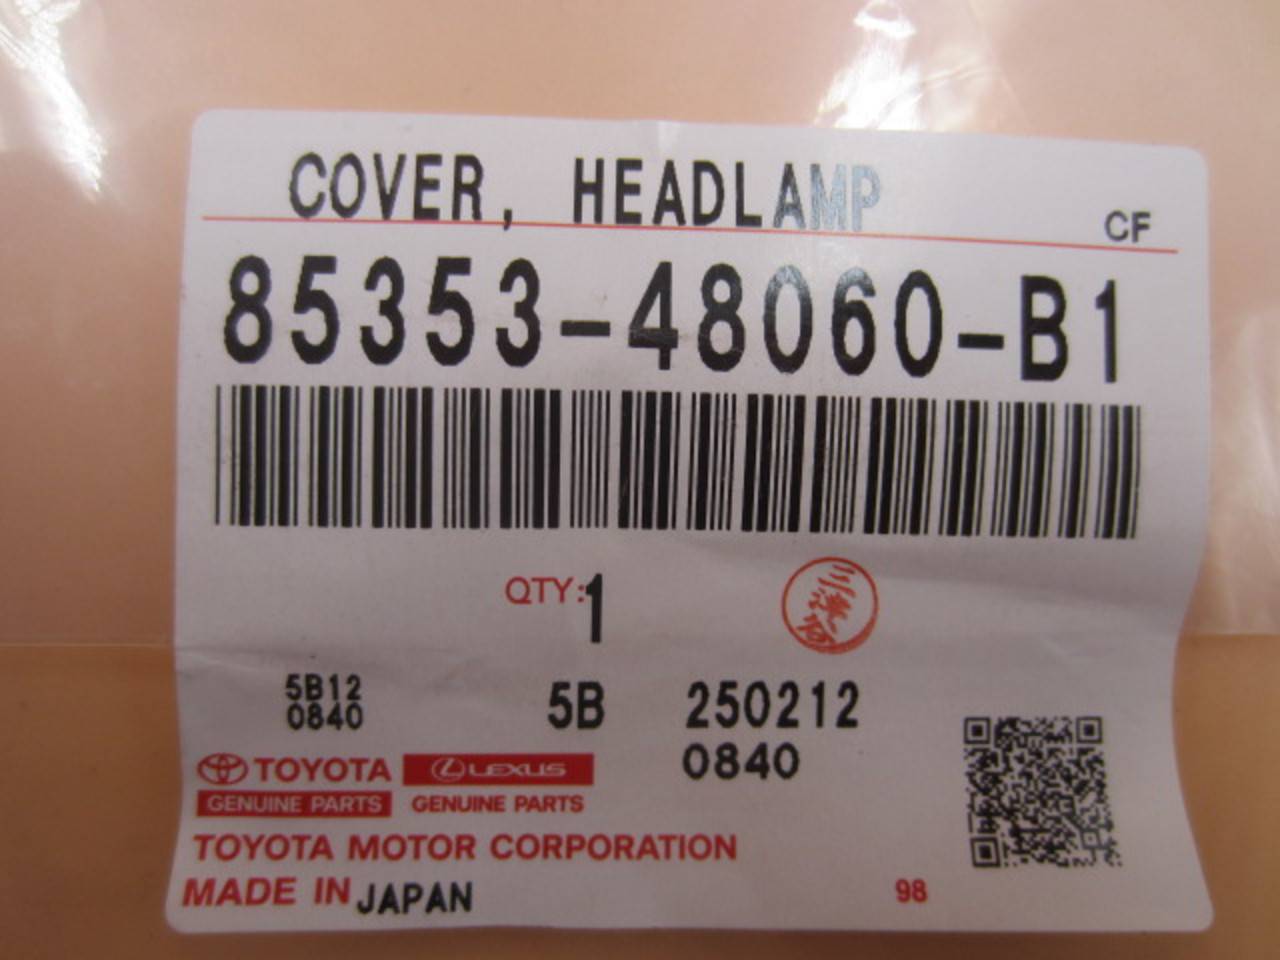 COVER, HEADLAMP
CF
85353-48060-B1
QTY:1
5B12
0840
5B
250212
0840
TOYOTA
GENUINE PARTS
LEXUS
GENUINE PARTS
TOYOTA MOTOR CORPORATION
MADE IN JAPAN
98